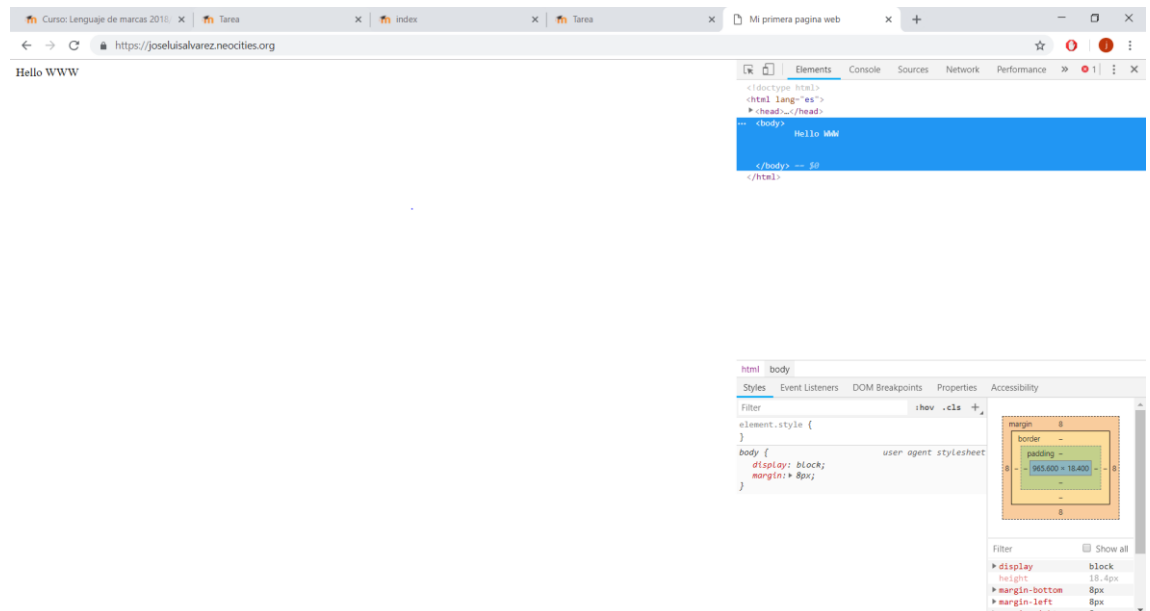 Curso: Lenguaje de marcas 2018/
Tarea
index
Tarea
Mi primera pagina web
https://joseluisalvarez.neocities.org
Hello WWW
Elements Console Sources Network Performance » 1
<!doctype html>
<html lang="es">
<head>…</head>
... <body>
Hello WWW
</body> == $0
</html>
html body
Styles Event Listeners DOM Breakpoints Properties Accessibility
Filter :hov .cls +
element.style {
}
body { user agent stylesheet
display: block;
margin: 8px;
}
margin 8
border –
padding –
8 – – 965.600 × 18.400 – – 8
–
–
8
Filter Show all
display block
height 18.4px
margin-bottom 8px
margin-left 8px